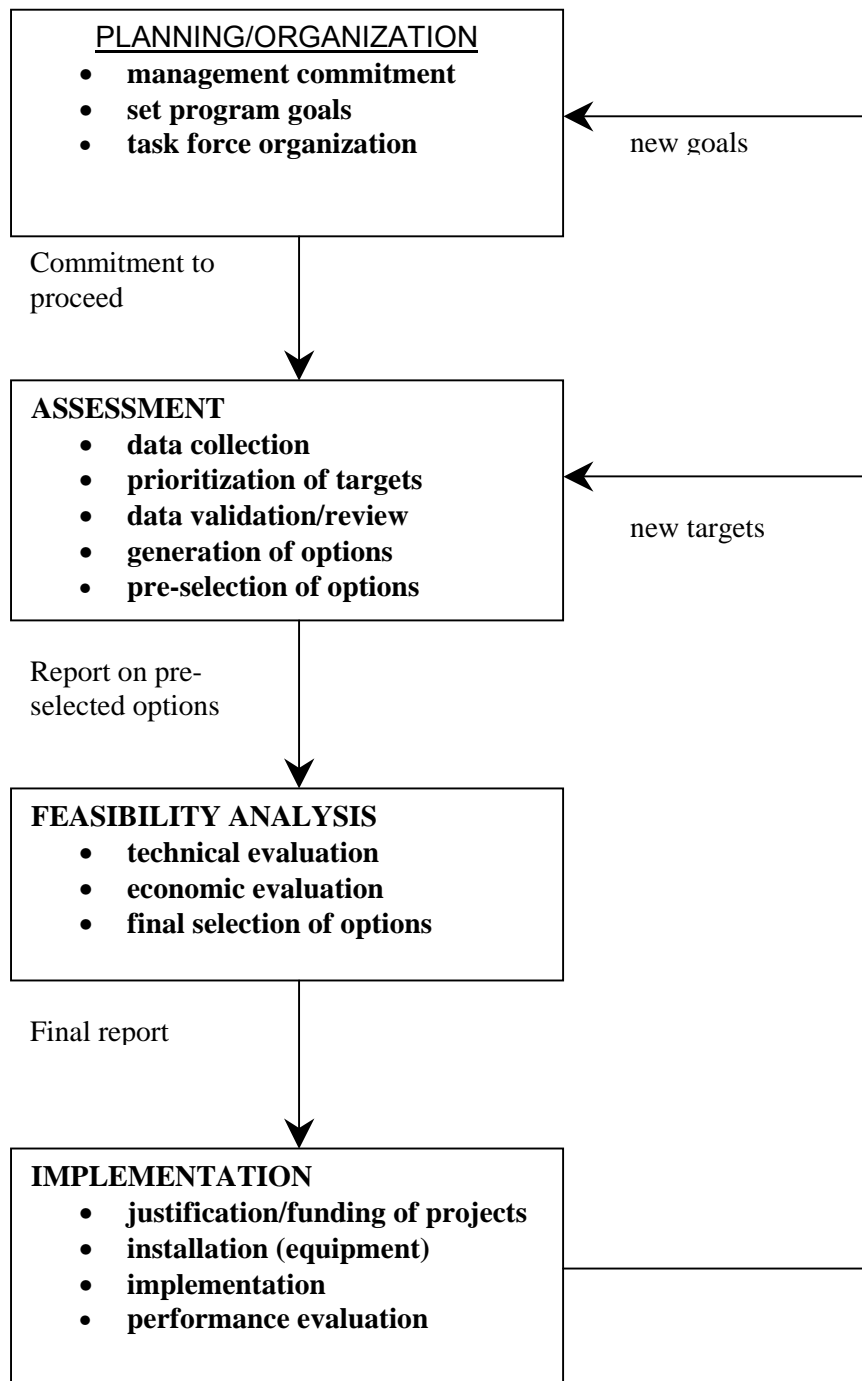 PLANNING/ORGANIZATION
• management commitment
• set program goals
• task force organization
new goals
Commitment to
proceed
ASSESSMENT
• data collection
• prioritization of targets
• data validation/review
• generation of options
• pre-selection of options
new targets
Report on pre-
selected options
FEASIBILITY ANALYSIS
• technical evaluation
• economic evaluation
• final selection of options
Final report
IMPLEMENTATION
• justification/funding of projects
• installation (equipment)
• implementation
• performance evaluation